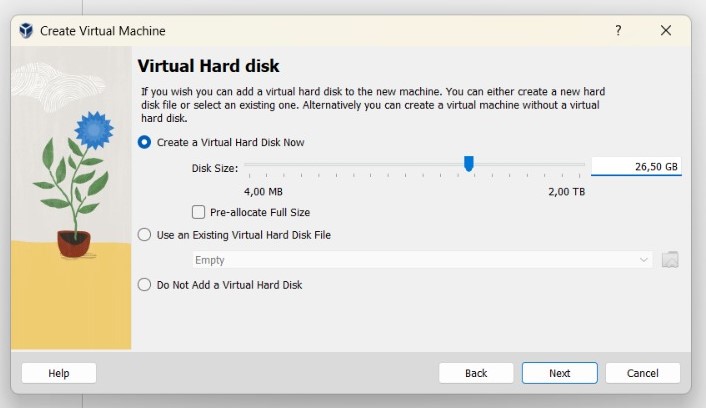 Create Virtual Machine
?
Virtual Hard disk
If you wish you can add a virtual hard disk to the new machine. You can either create a new hard
disk file or select an existing one. Alternatively you can create a virtual machine without a virtual
hard disk.
Create a Virtual Hard Disk Now
Disk Size:
26,50 GB
4,00 MB
2,00 TB
Pre-allocate Full Size
Use an Existing Virtual Hard Disk File
Empty
Do Not Add a Virtual Hard Disk
Help
Back
Next
Cancel